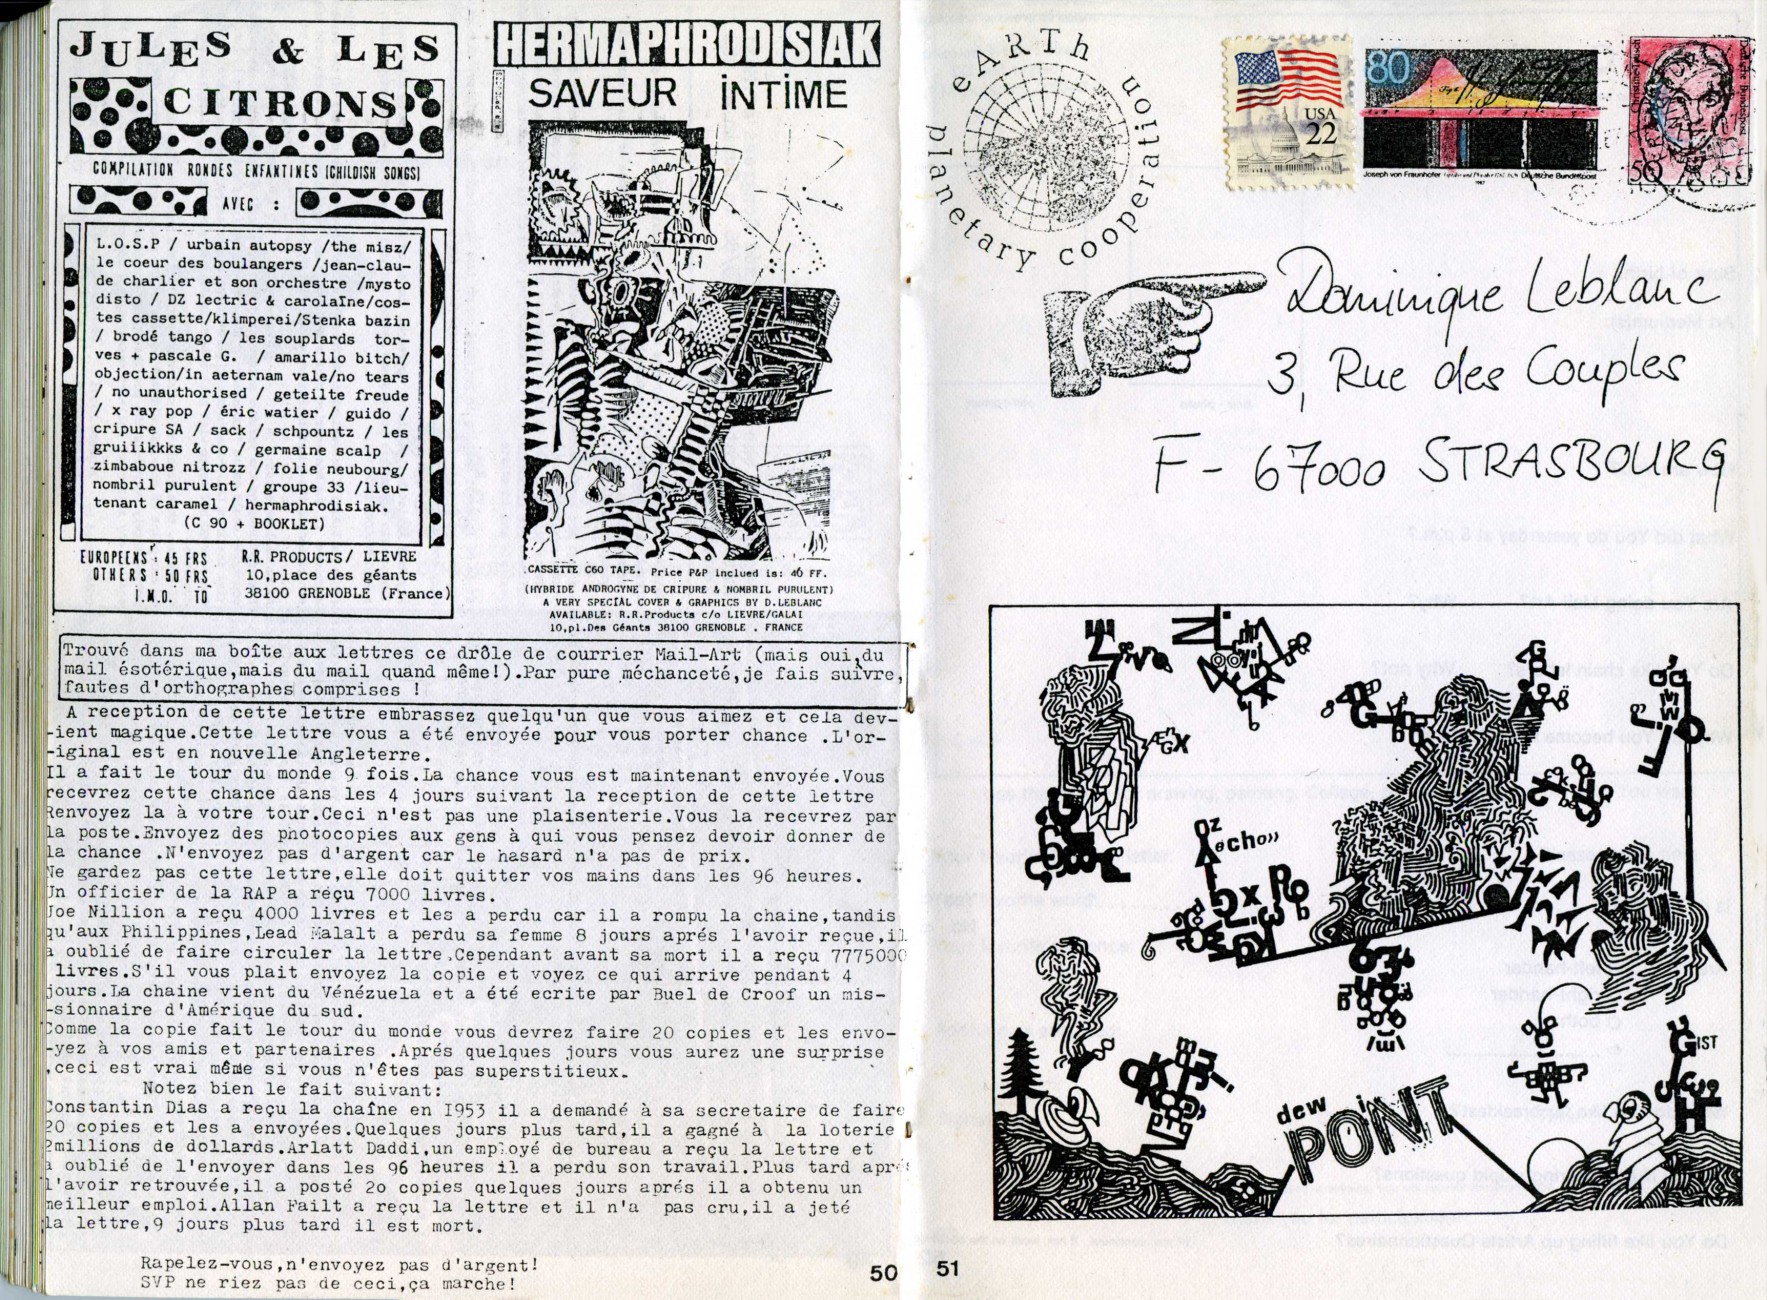 JULES & LES
CITRONS
COMPILATION RONDES ENFANTINES (CHILDISH SONGS)
AVEC :
L.O.S.P / urbain autopsy /the misz/
le coeur des boulangers /jean-clau-
de charlier et son orchestre /mysto
disto / DZ lectric & carolaîne/cos-
tes cassette/klimperei/Stenka bazin
/ brodé tango / les souplards tor-
ves + pascale G. / amarillo bitch/
objection/in aeternam vale/no tears
/ no unauthorised / geteilte freude
/ x ray pop / éric watier / guido /
cripure SA / sack / schpountz / les
gruiiikkks & co / germaine scalp /
zimbaboue nitrozz / folie neubourg/
nombril purulent / groupe 33 /lieu-
tenant caramel / hermaphrodisiak.
(C 90 + BOOKLET)
EUROPEENS : 45 FRS
OTHERS : 50 FRS
I.M.O. TO
R.R. PRODUCTS/ LIEVRE
10,place des géants
38100 GRENOBLE (France)
HERMAPHRODISIAK
SAVEUR INTIME
CASSETTE C60 TAPE. Price P&P inclued is: 40 FF.
(HYBRIDE ANDROGYNE DE CRIPURE & NOMBRIL PURULENT)
A VERY SPECIAL COVER & GRAPHICS BY D.LEBLANC
AVAILABLE: R.R.Products c/o LIEVRE/GALAI
10,pl.Des Géants 38100 GRENOBLE . FRANCE
Trouvé dans ma boîte aux lettres ce drôle de courrier Mail-Art (mais oui,du
mail ésotérique,mais du mail quand même!).Par pure méchanceté,je fais suivre,
fautes d'orthographes comprises !
A reception de cette lettre embrassez quelqu'un que vous aimez et cela dev-
-ient magique.Cette lettre vous a été envoyée pour vous porter chance .L'or-
-iginal est en nouvelle Angleterre.
Il a fait le tour du monde 9 fois.La chance vous est maintenant envoyée.Vous
recevrez cette chance dans les 4 jours suivant la reception de cette lettre
Renvoyez la à votre tour.Ceci n'est pas une plaisenterie.Vous la recevrez par
la poste.Envoyez des photocopies aux gens à qui vous pensez devoir donner de
la chance .N'envoyez pas d'argent car le hasard n'a pas de prix.
Ne gardez pas cette lettre,elle doit quitter vos mains dans les 96 heures.
Un officier de la RAP a réçu 7000 livres.
Joe Nillion a reçu 4000 livres et les a perdu car il a rompu la chaine,tandis
qu'aux Philippines,Lead Malalt a perdu sa femme 8 jours aprés l'avoir reçue,il
a oublié de faire circuler la lettre.Cependant avant sa mort il a reçu 7775000
livres.S'il vous plait envoyez la copie et voyez ce qui arrive pendant 4
jours.La chaine vient du Vénézuela et a été ecrite par Buel de Croof un mis-
-sionnaire d'Amérique du sud.
Comme la copie fait le tour du monde vous devrez faire 20 copies et les envo-
-yez à vos amis et partenaires .Aprés quelques jours vous aurez une surprise
,ceci est vrai même si vous n'êtes pas superstitieux.
Notez bien le fait suivant:
Constantin Dias a reçu la chaîne en I953 il a demandé à sa secretaire de faire
20 copies et les a envoyées.Quelques jours plus tard,il a gagné à la loterie
2millions de dollards.Arlatt Daddi,un employé de bureau a reçu la lettre et
a oublié de l'envoyer dans les 96 heures il a perdu son travail.Plus tard aprés
l'avoir retrouvée,il a posté 2o copies quelques jours aprés il a obtenu un
meilleur emploi.Allan Failt a reçu la lettre et il n'a pas cru,il a jeté
la lettre,9 jours plus tard il est mort.
Rapelez-vous,n'envoyez pas d'argent!
SVP ne riez pas de ceci,ça marche!
50
51
eARTh
planetary cooperation
USA
22
80
Joseph von Fraunhofer
Deutsche Bundespost
1987
50
Dominique Leblanc
3, Rue des Couples
F - 67000 STRASBOURG
«echo»
GIST
dew
PONT